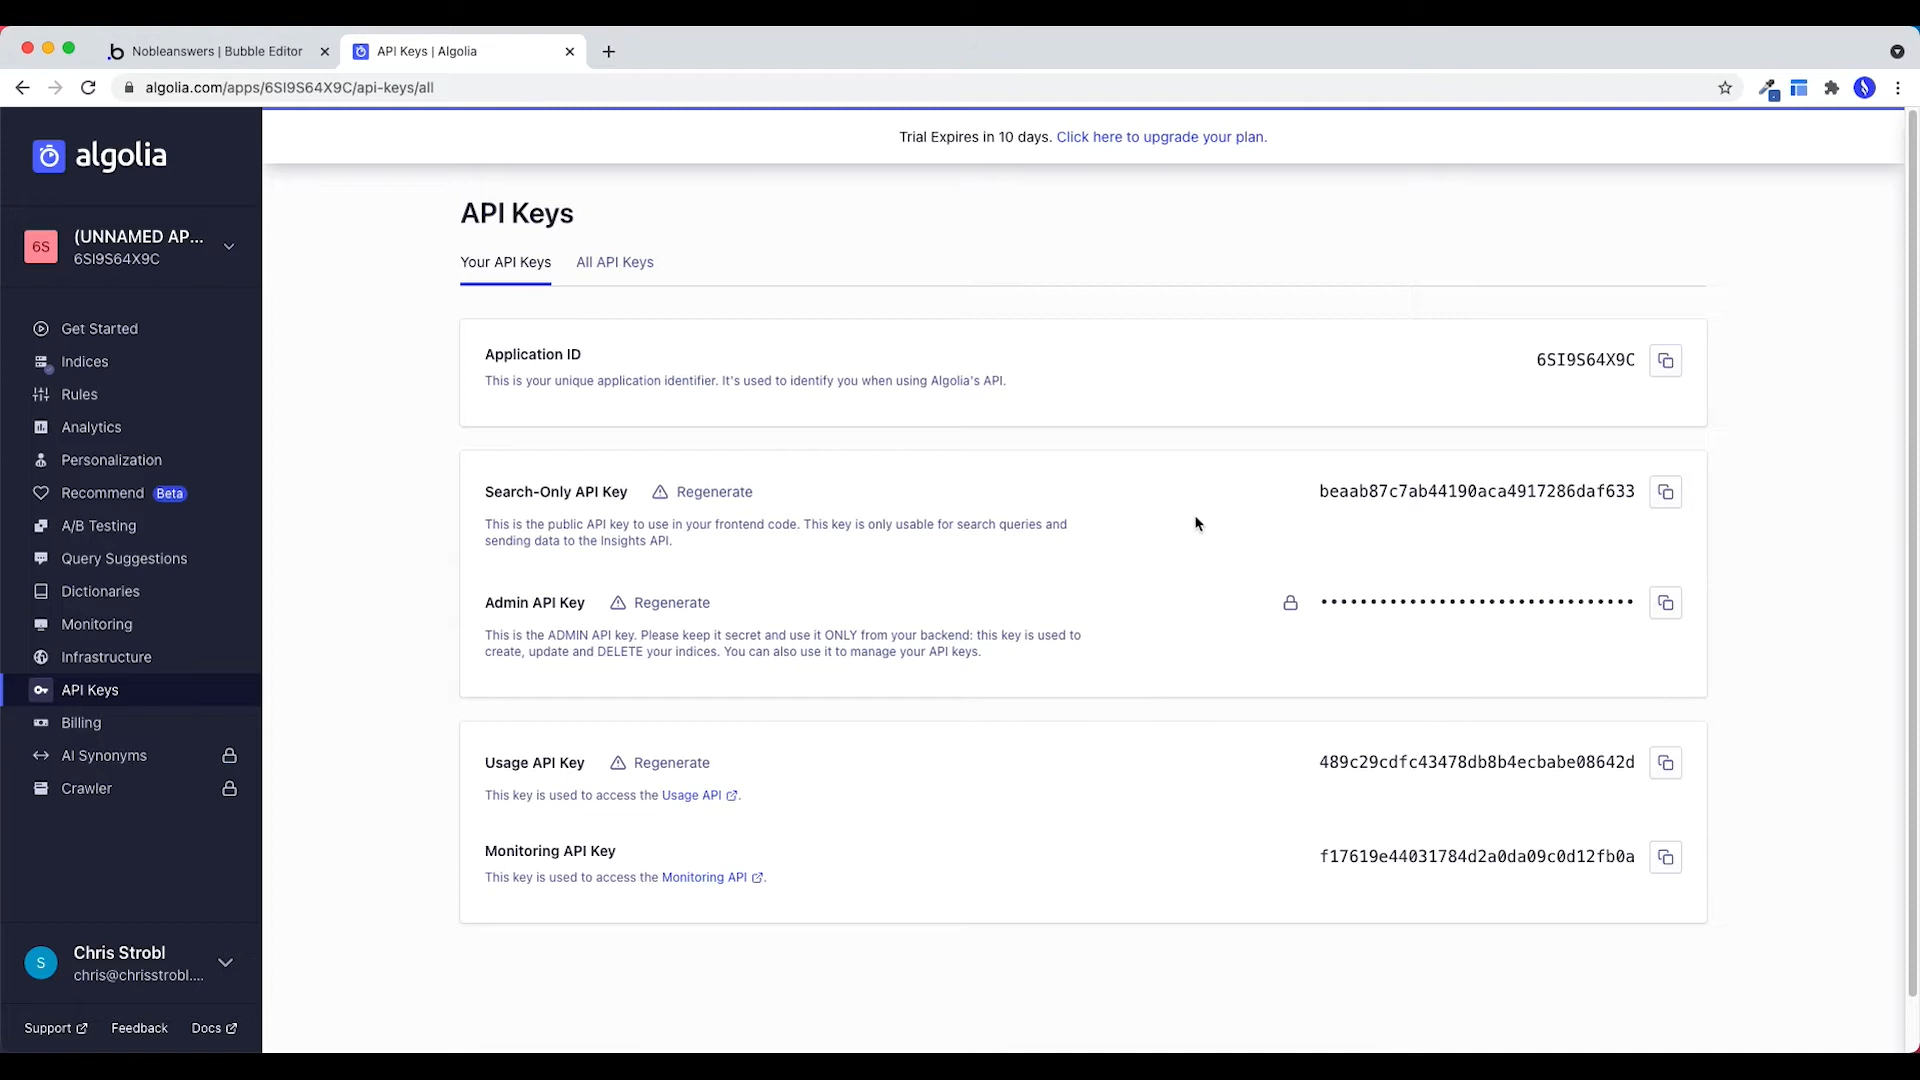 Nobleanswers | Bubble Editor
API Keys | Algolia
algolia.com/apps/6SI9S64X9C/api-keys/all
algolia
Trial Expires in 10 days. Click here to upgrade your plan.
6S
(UNNAMED AP...
6SI9S64X9C
Get Started
Indices
Rules
Analytics
Personalization
Recommend Beta
A/B Testing
Query Suggestions
Dictionaries
Monitoring
Infrastructure
API Keys
Billing
AI Synonyms
Crawler
S
Chris Strobl
chris@chrisstrobl....
Support
Feedback
Docs
API Keys
Your API Keys
All API Keys
Application ID
6SI9S64X9C
This is your unique application identifier. It's used to identify you when using Algolia's API.
Search-Only API Key
Regenerate
beaab87c7ab44190aca4917286daf633
This is the public API key to use in your frontend code. This key is only usable for search queries and
sending data to the Insights API.
Admin API Key
Regenerate
••••••••••••••••••••••••••••••••
This is the ADMIN API key. Please keep it secret and use it ONLY from your backend: this key is used to
create, update and DELETE your indices. You can also use it to manage your API keys.
Usage API Key
Regenerate
489c29cdfc43478db8b4ecbabe08642d
This key is used to access the Usage API.
Monitoring API Key
f17619e44031784d2a0da09c0d12fb0a
This key is used to access the Monitoring API.